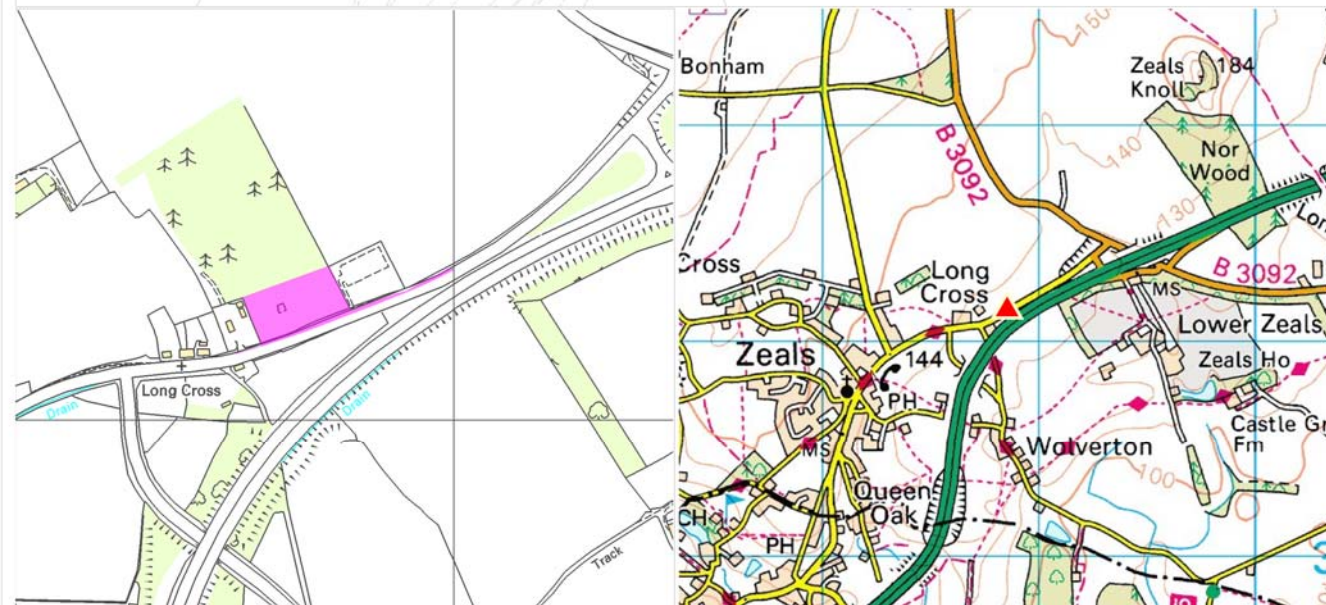 Long Cross
Drain
Drain
Track
Bonham
150
Zeals
Knoll
184
B 3092
140
Nor
Wood
130
Cross
Long
Cross
B 3092
MS
Lower Zeals
Zeals
144
Zeals Ho
PH
Castle Gr
Fm
MS
Wolverton
100
Queen
Oak
CH
PH